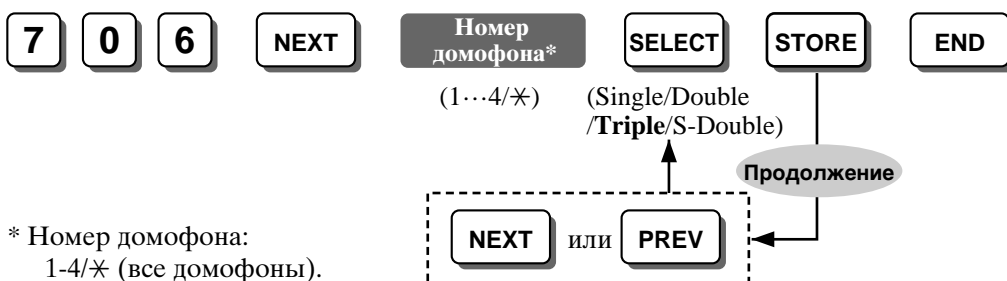 7 0 6 NEXT Номер домофона* SELECT STORE END
(1···4/✳) (Single/Double
/Triple/S-Double)
Продолжение
NEXT или PREV
* Номер домофона:
1-4/✳ (все домофоны).